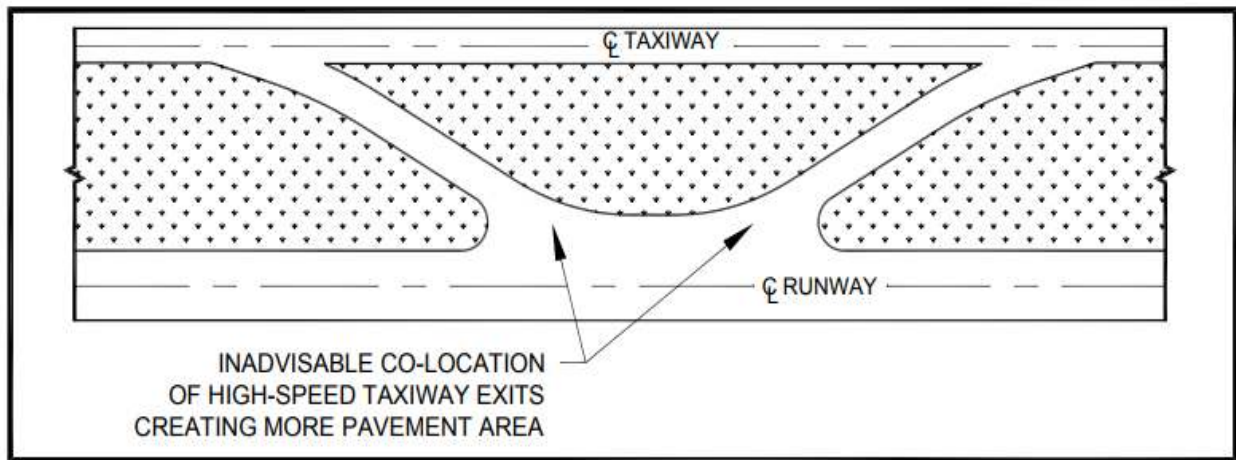 ℄ TAXIWAY
℄ RUNWAY
INADVISABLE CO-LOCATION
OF HIGH-SPEED TAXIWAY EXITS
CREATING MORE PAVEMENT AREA